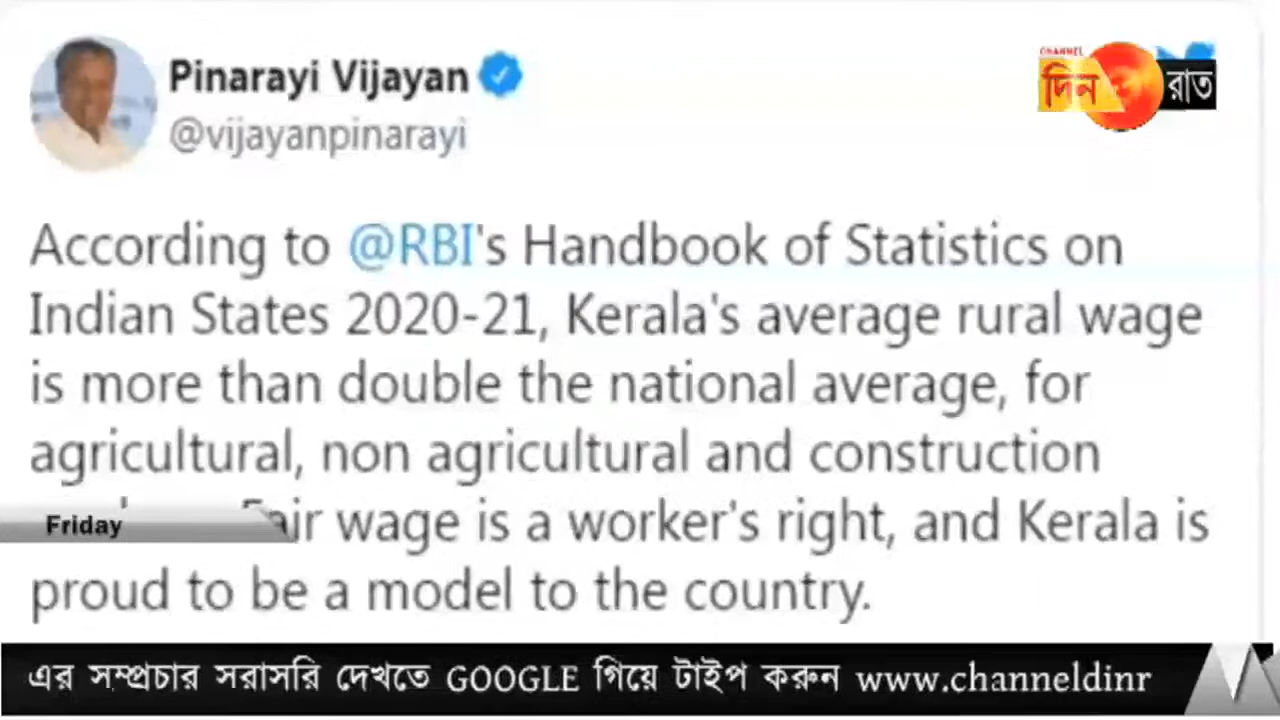 Pinarayi Vijayan
@vijayanpinarayi
CHANNEL
দিন রাত
According to @RBI's Handbook of Statistics on
Indian States 2020-21, Kerala's average rural wage
is more than double the national average, for
agricultural, non agricultural and construction
Fair wage is a worker's right, and Kerala is
Friday
proud to be a model to the country.
এর সম্প্রচার সরাসরি দেখতে GOOGLE গিয়ে টাইপ করুন www.channeldinr